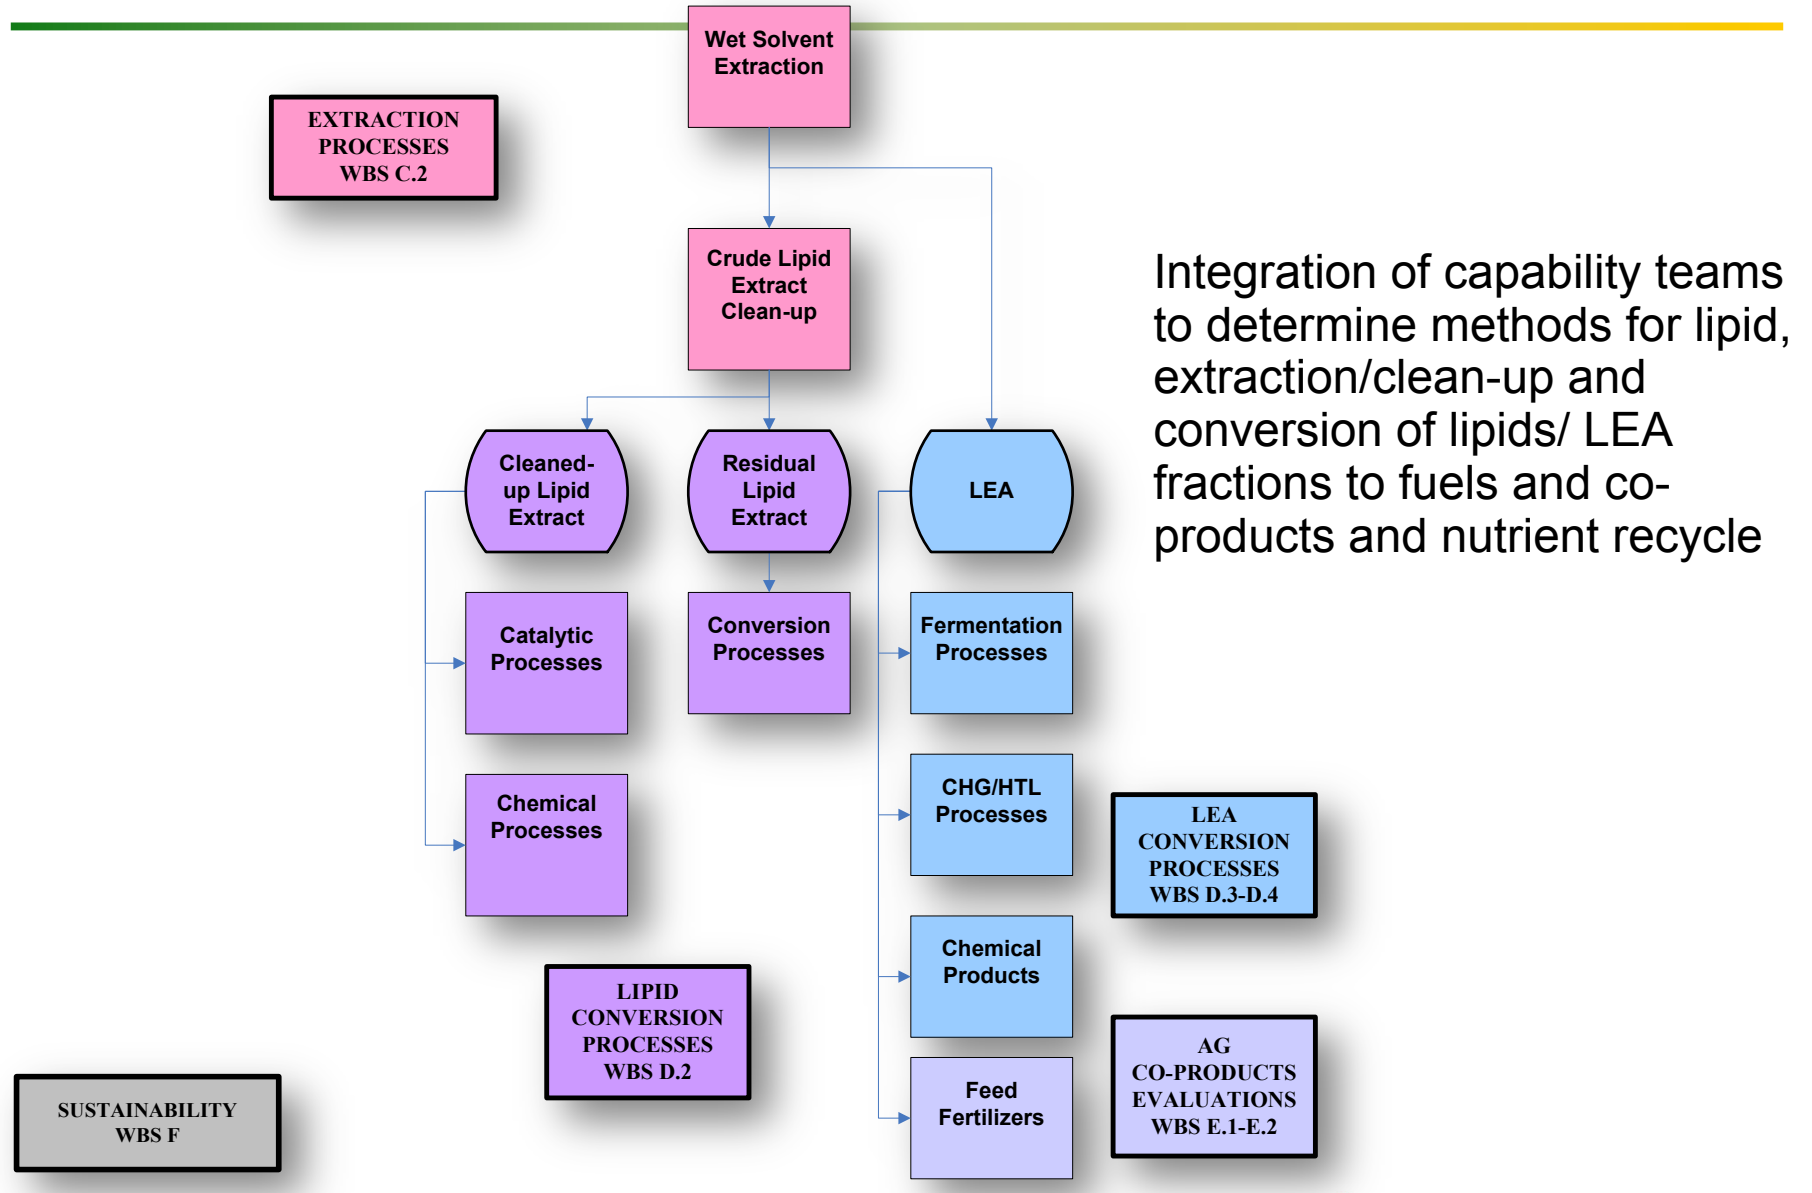 Wet Solvent
Extraction
EXTRACTION
PROCESSES
WBS C.2
Crude Lipid
Extract
Clean-up
Integration of capability teams
to determine methods for lipid,
extraction/clean-up and
conversion of lipids/ LEA
fractions to fuels and co-
products and nutrient recycle
Cleaned-
up Lipid
Extract
Residual
Lipid
Extract
LEA
Catalytic
Processes
Conversion
Processes
Fermentation
Processes
Chemical
Processes
CHG/HTL
Processes
LEA
CONVERSION
PROCESSES
WBS D.3-D.4
Chemical
Products
LIPID
CONVERSION
PROCESSES
WBS D.2
AG
CO-PRODUCTS
EVALUATIONS
WBS E.1-E.2
Feed
Fertilizers
SUSTAINABILITY
WBS F